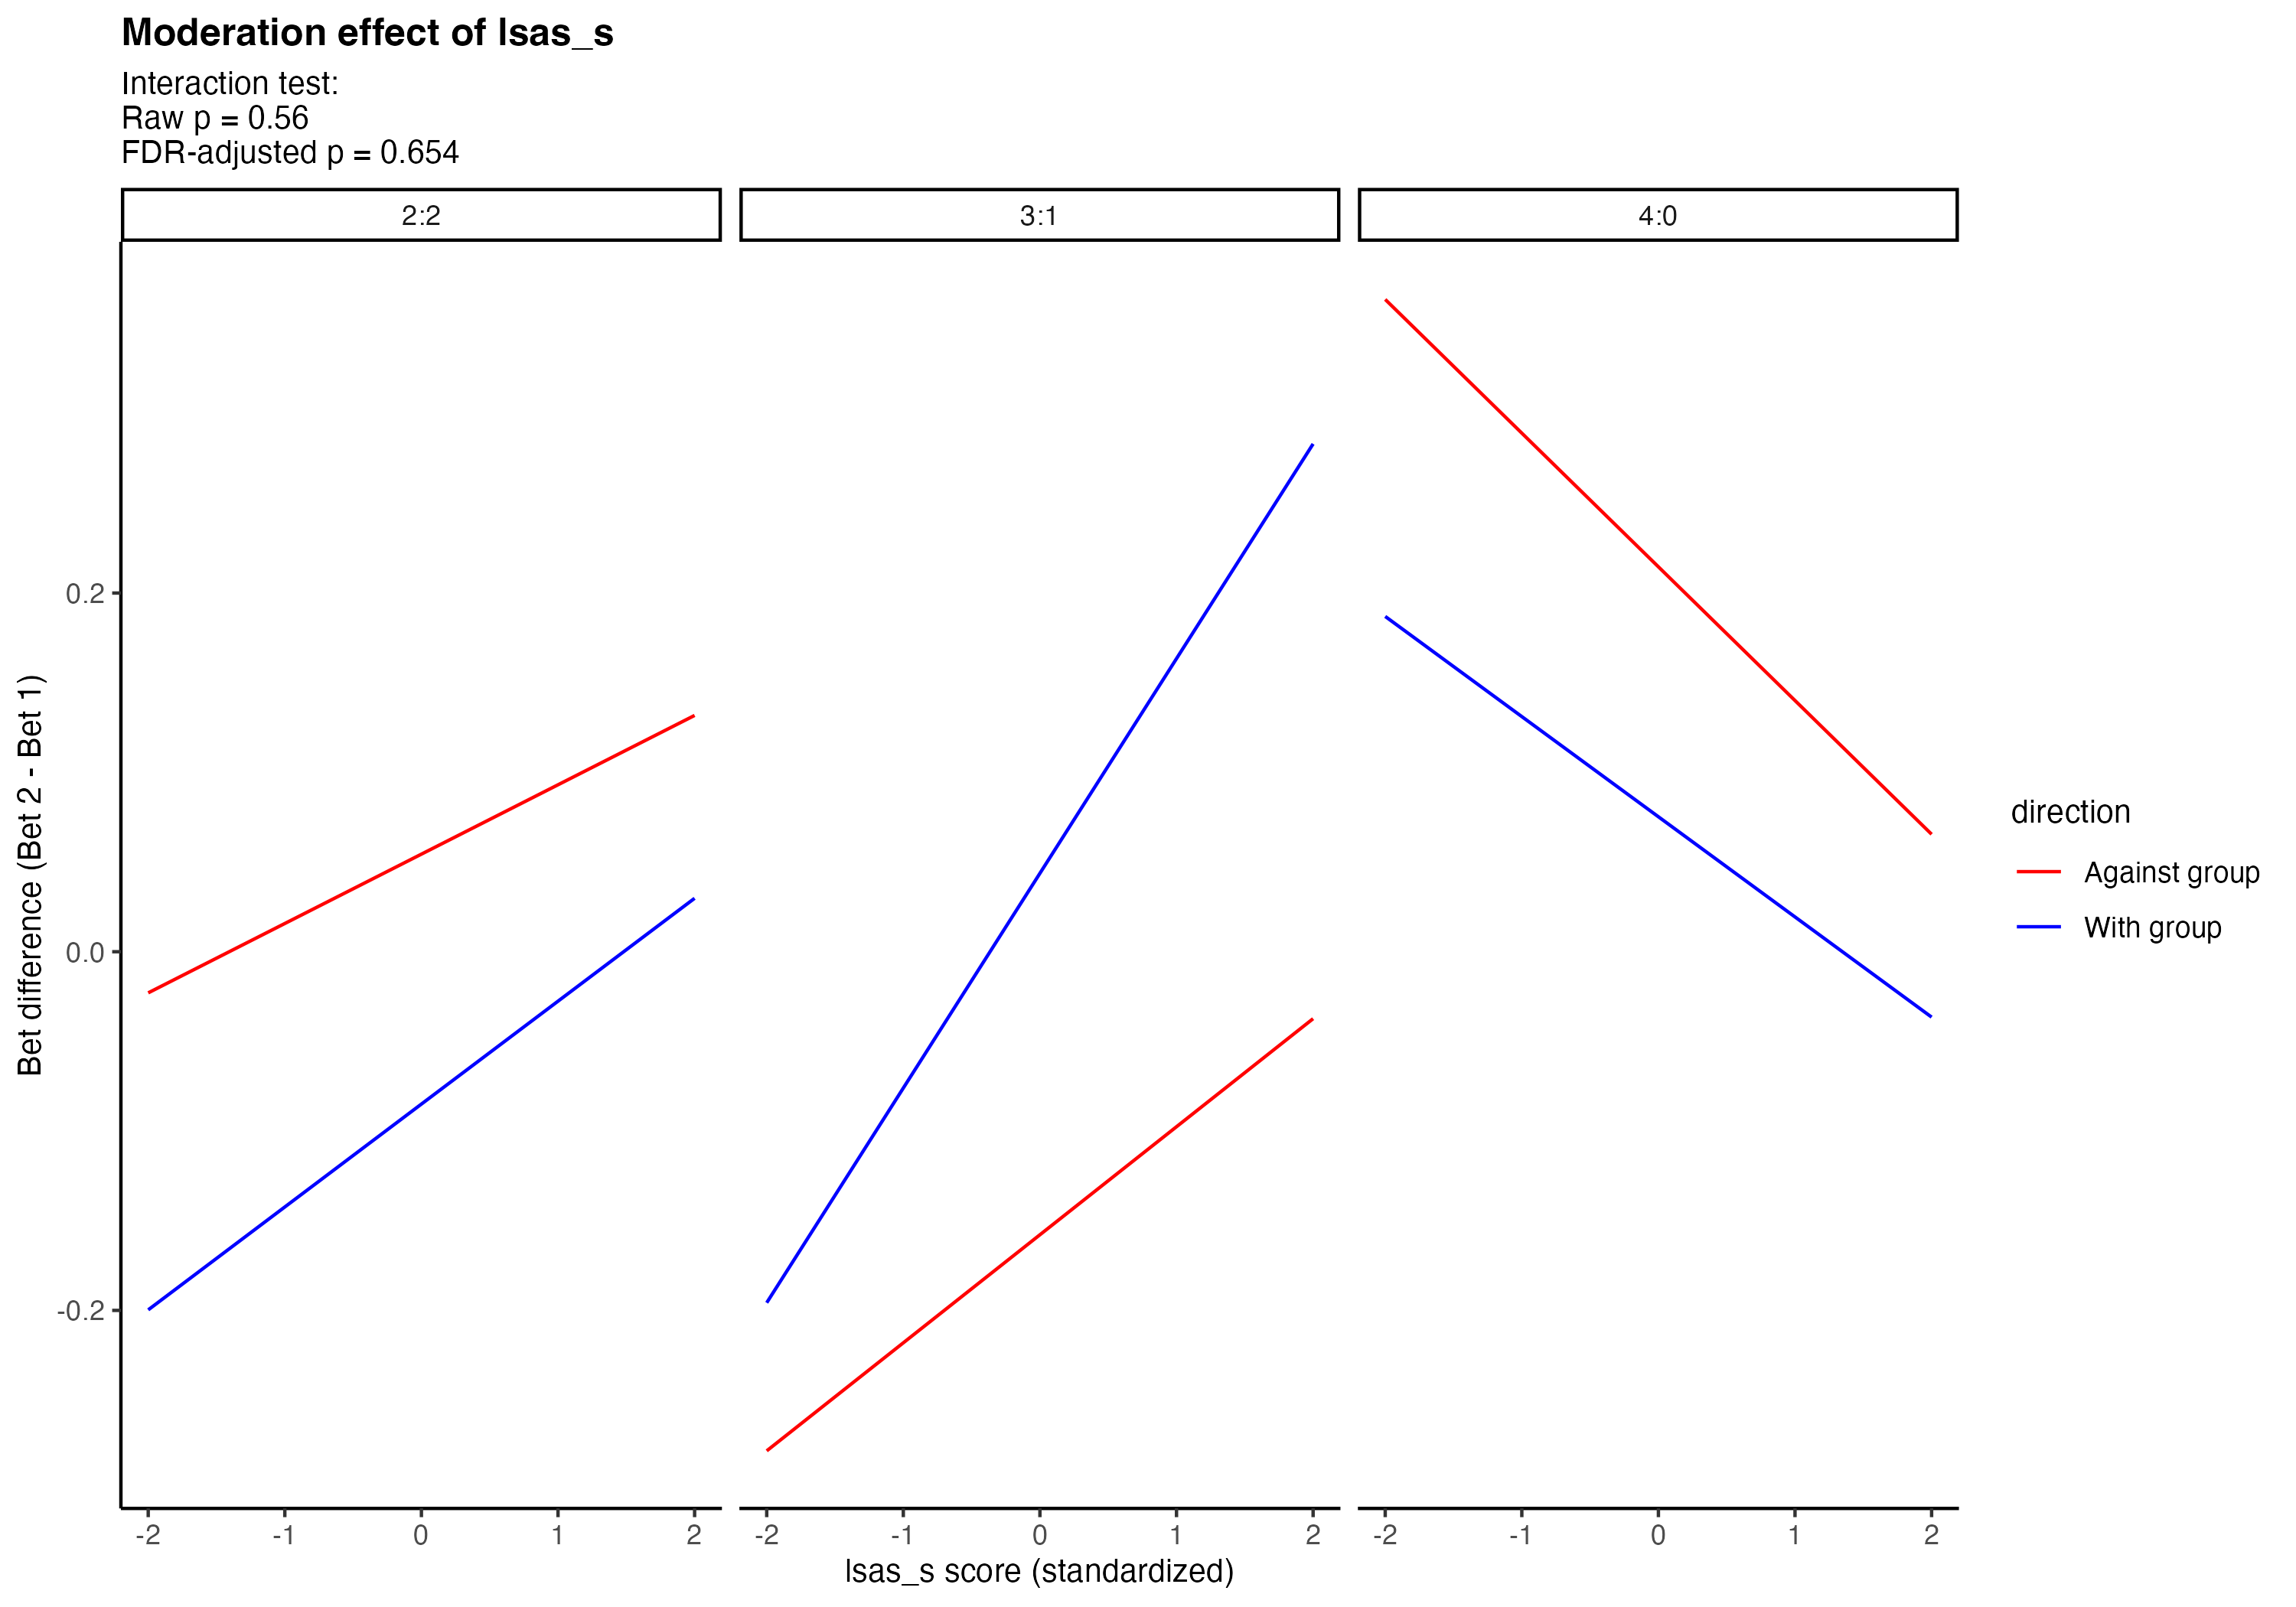 Moderation effect of lsas_s
Interaction test:
Raw p = 0.56
FDR-adjusted p = 0.654
2:2 3:1 4:0
0.2
0.0
-0.2
Bet difference (Bet 2 - Bet 1)
-2 -1 0 1 2 -2 -1 0 1 2 -2 -1 0 1 2
lsas_s score (standardized)
direction
Against group
With group